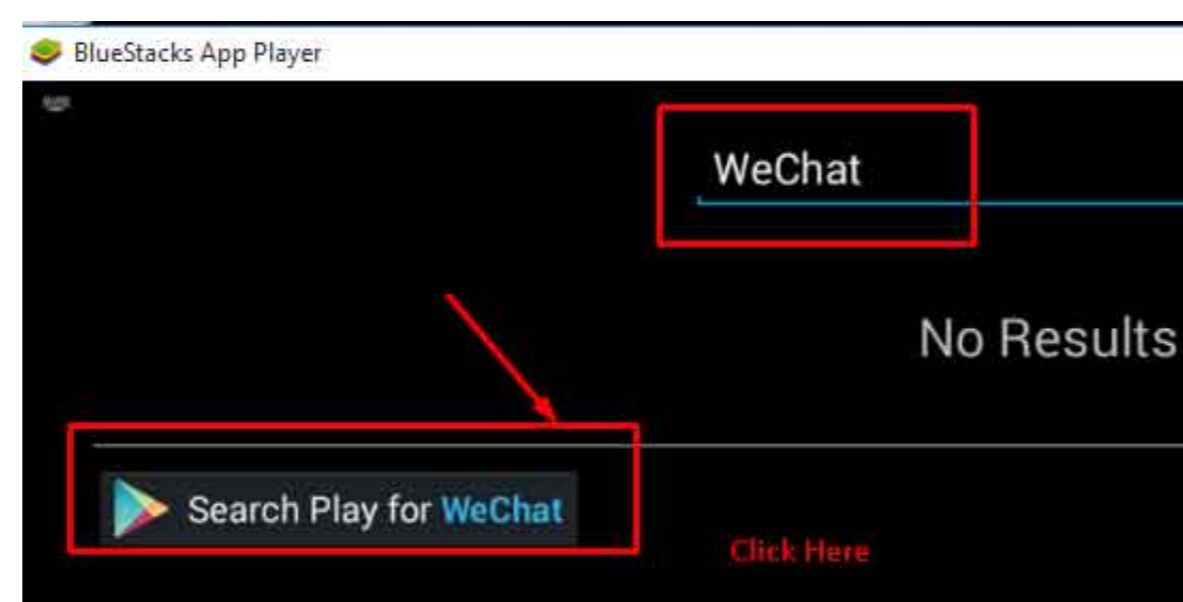 BlueStacks App Player
WeChat
No Results
Search Play for WeChat
Click Here